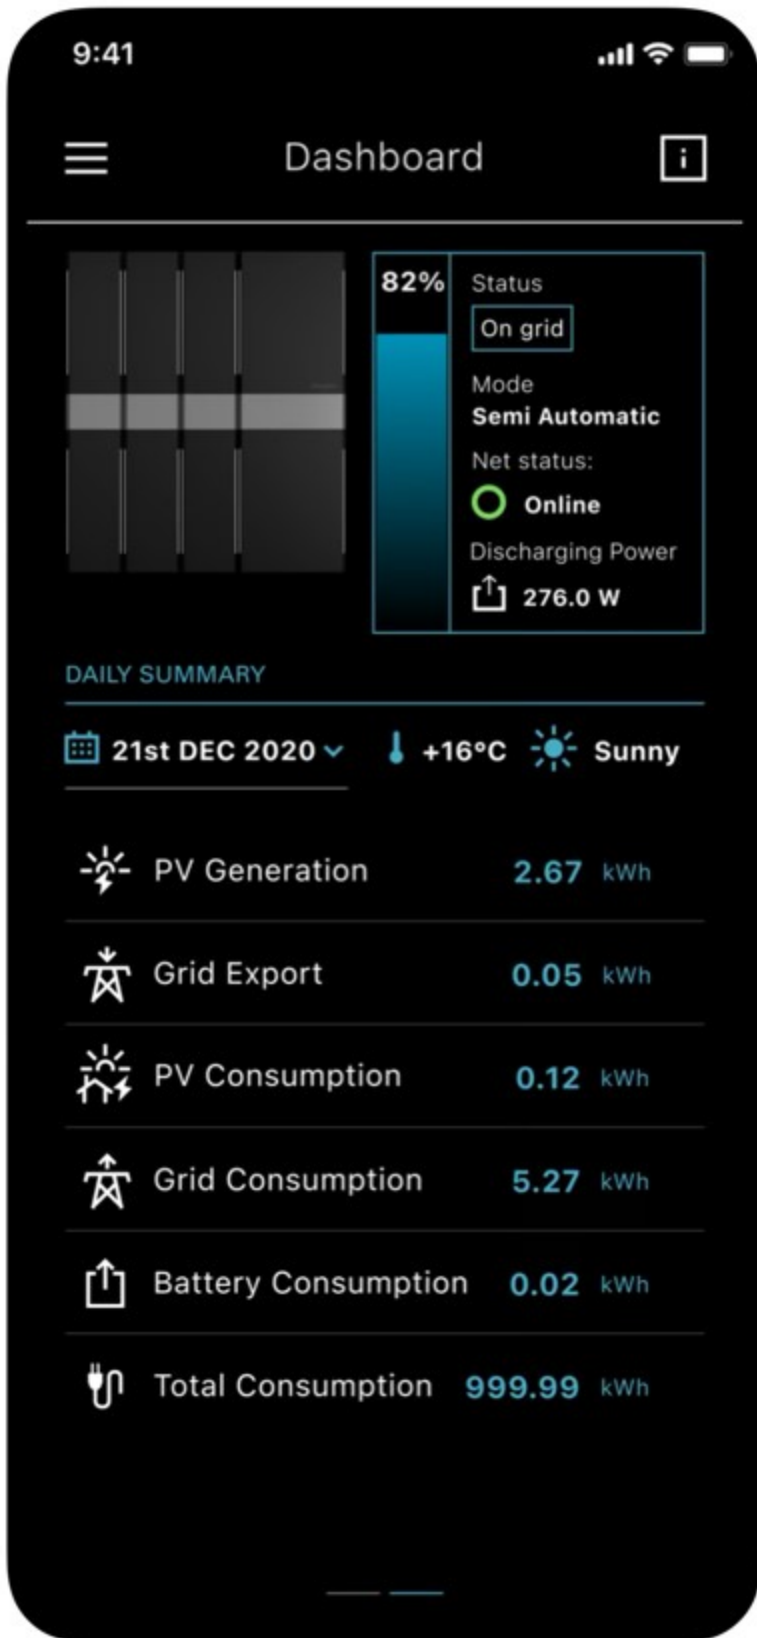 9:41
Dashboard
i
82%
Status
On grid
Mode
Semi Automatic
Net status:
Online
Discharging Power
276.0 W
DAILY SUMMARY
21st DEC 2020 +16°C Sunny
PV Generation 2.67 kWh
Grid Export 0.05 kWh
PV Consumption 0.12 kWh
Grid Consumption 5.27 kWh
Battery Consumption 0.02 kWh
Total Consumption 999.99 kWh